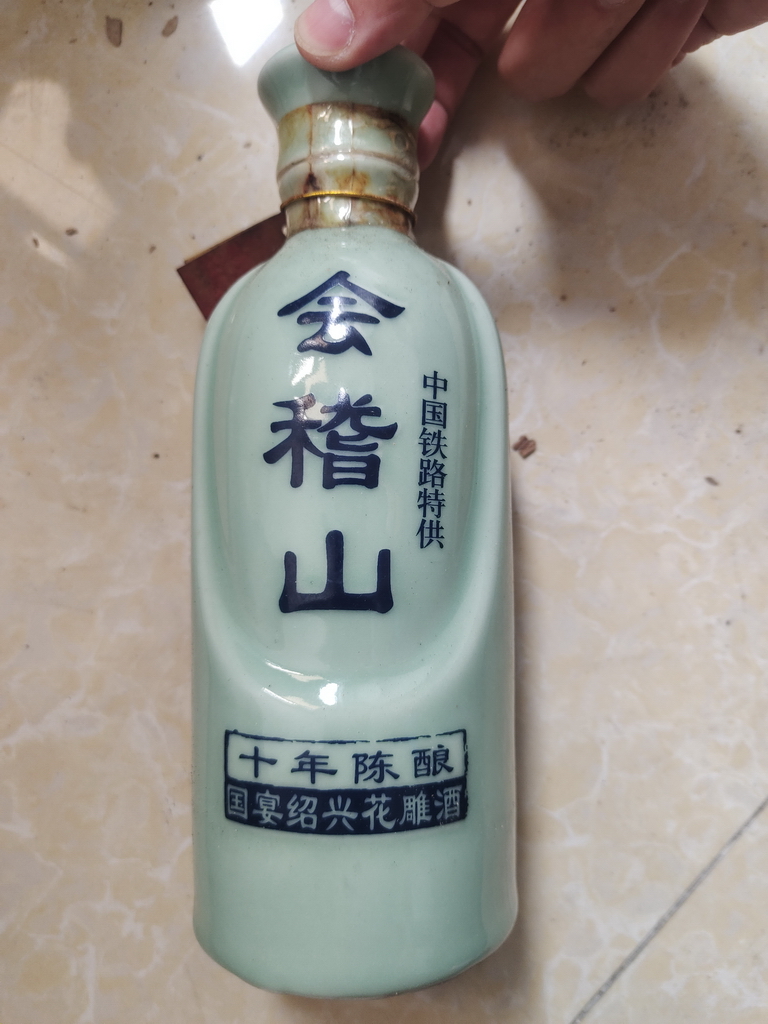 会稽山
中国铁路特供
十年陈酿
国宴绍兴花雕酒